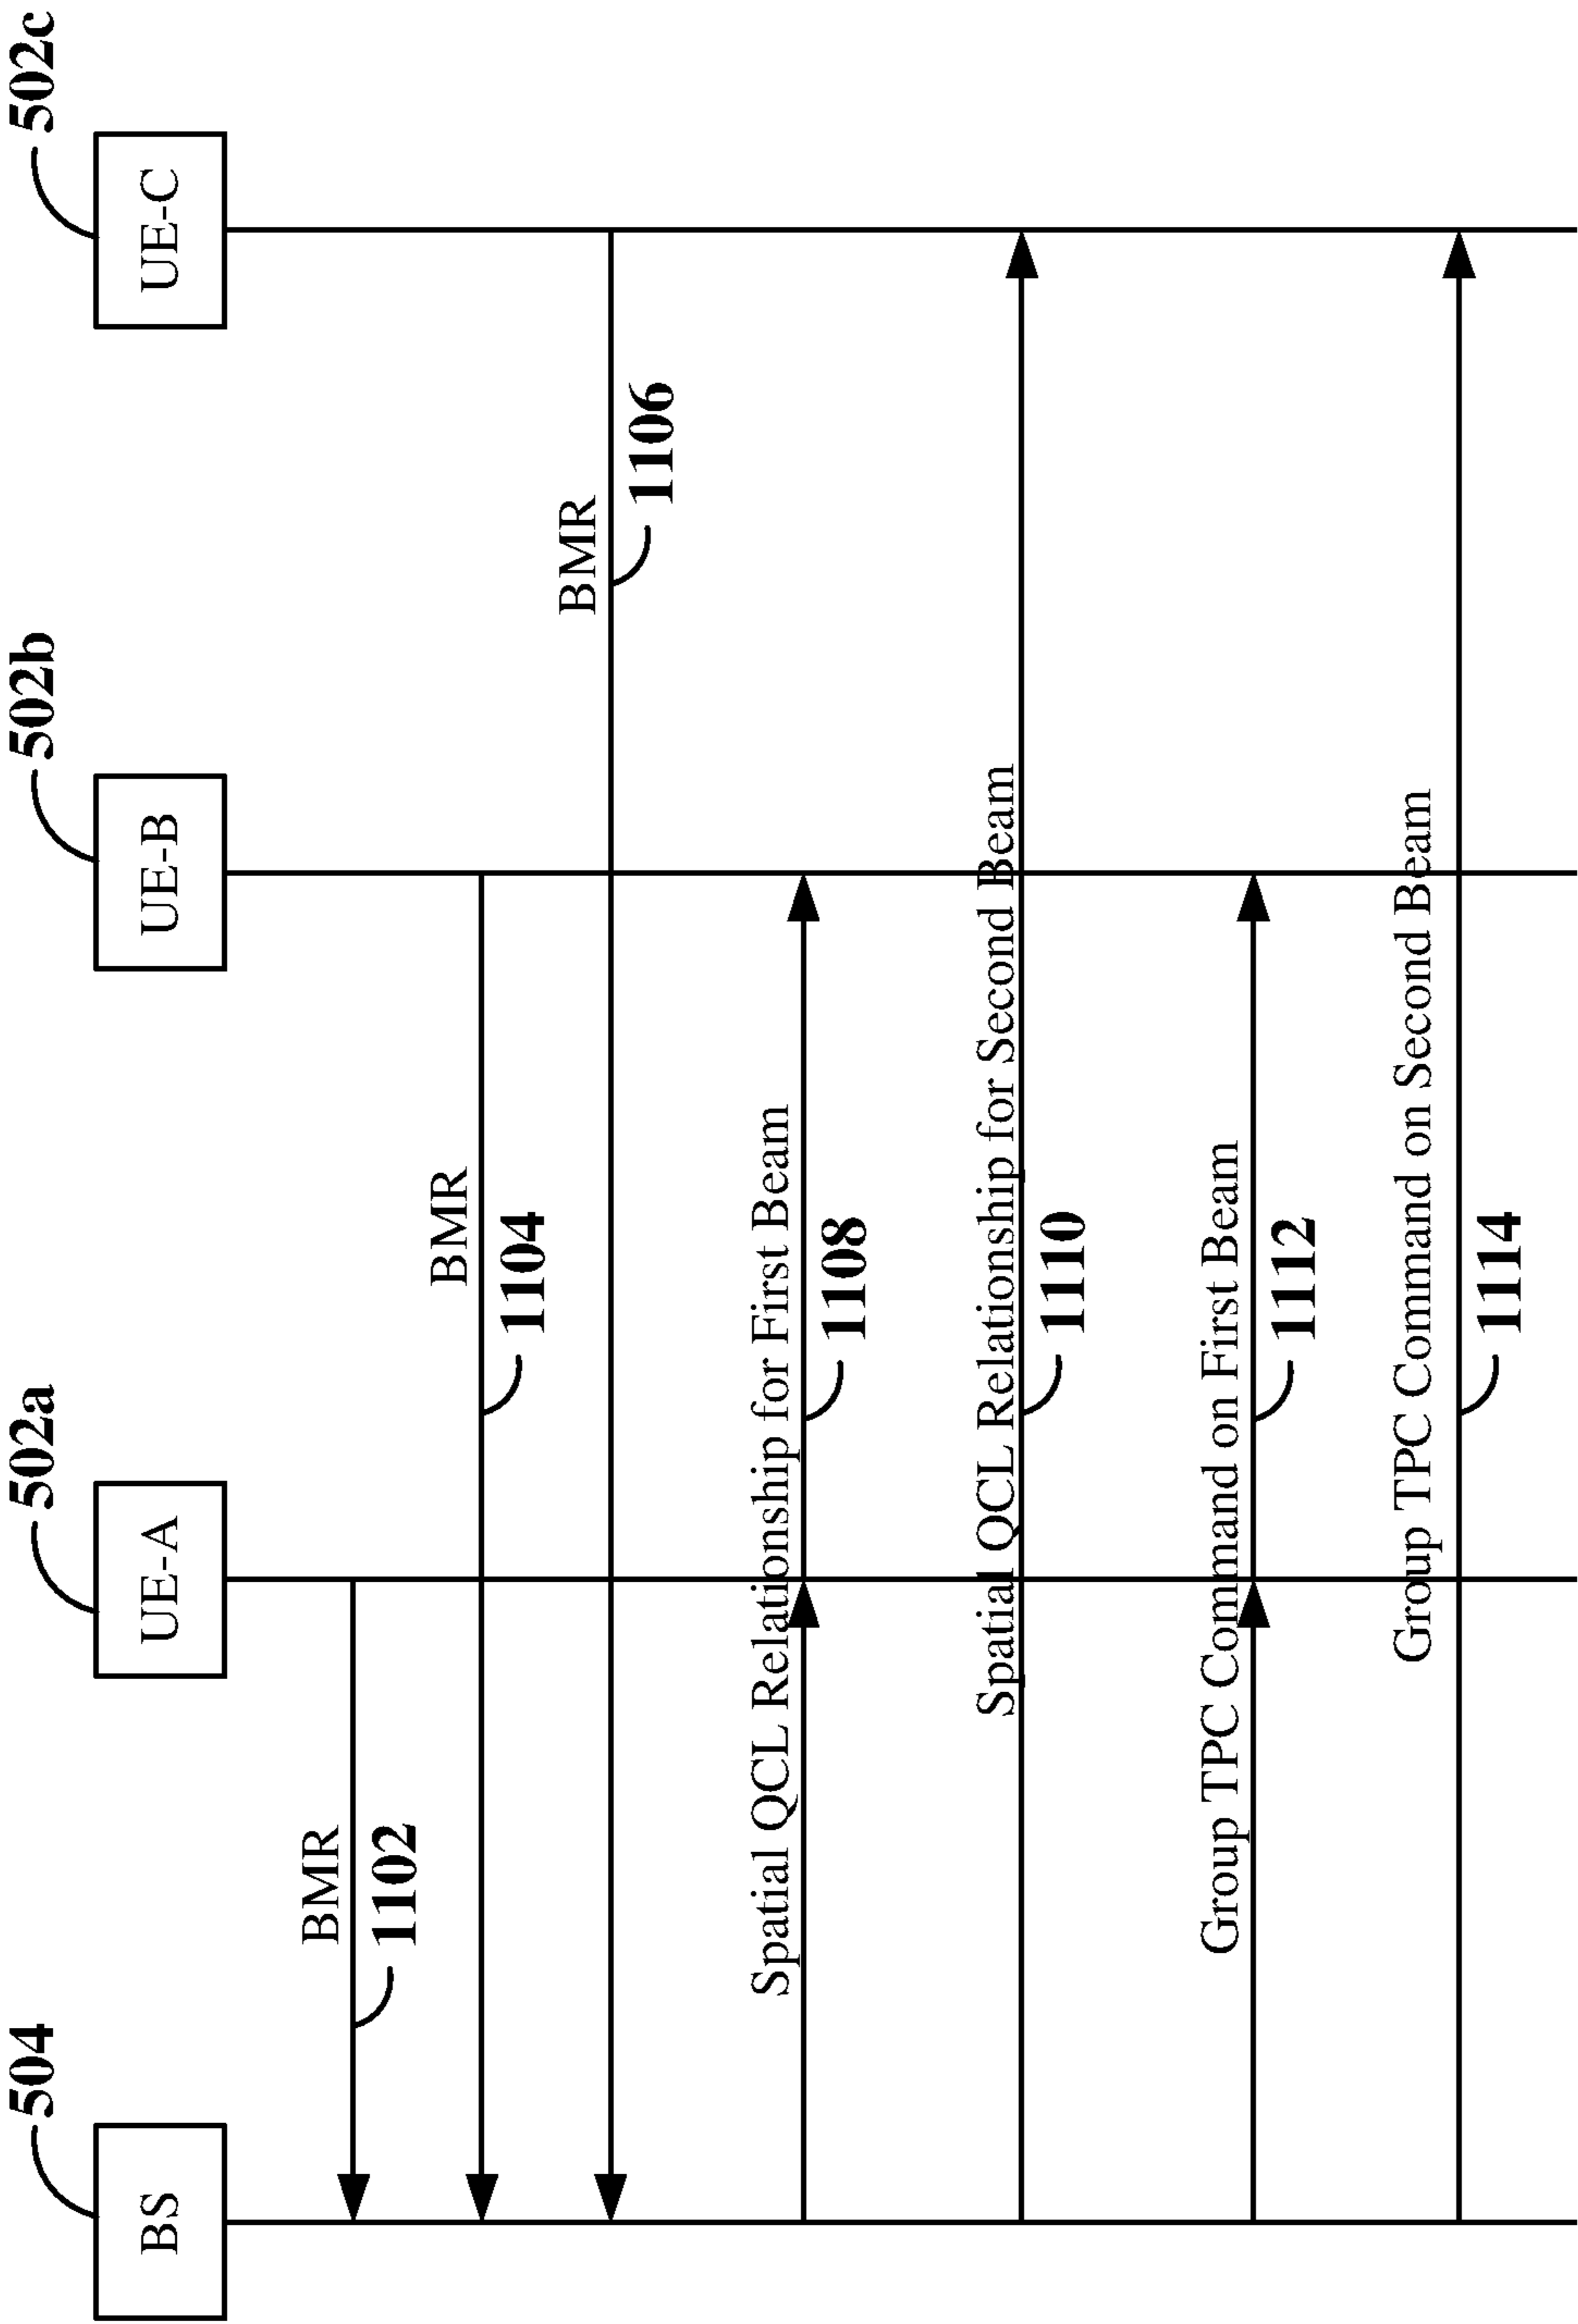 504
502a
502b
502c
BS
UE-A
UE-B
UE-C
BMR
1102
BMR
1104
BMR
1106
Spatial QCL Relationship for First Beam
1108
Spatial QCL Relationship for Second Beam
1110
Group TPC Command on First Beam
1112
Group TPC Command on Second Beam
1114